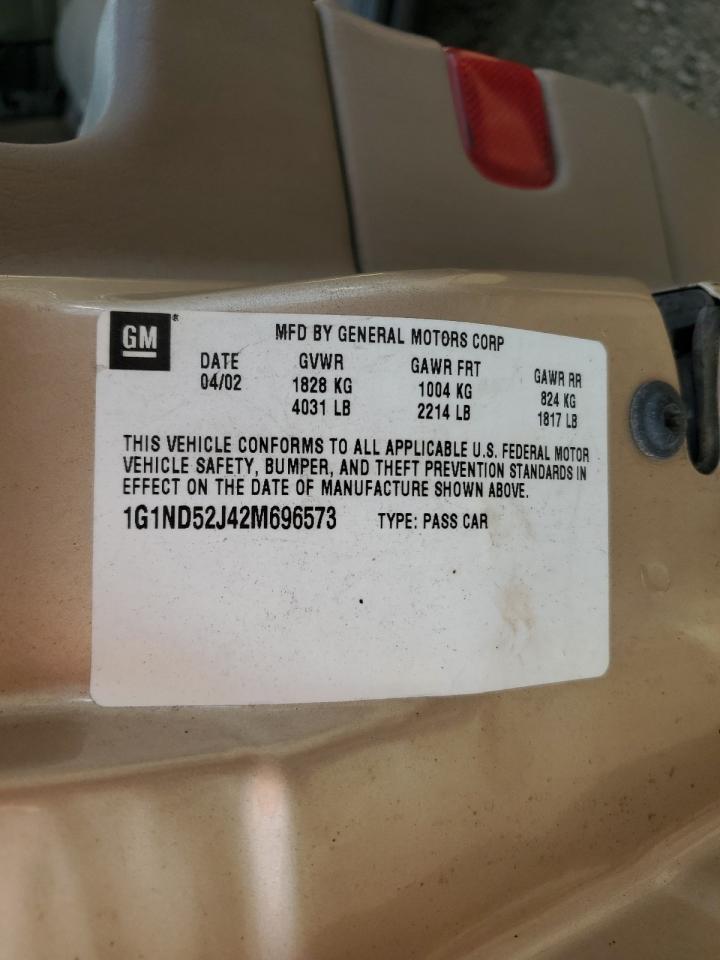 GM
MFD BY GENERAL MOTORS CORP
DATE GVWR GAWR FRT GAWR RR
04/02 1828 KG 1004 KG 824 KG
4031 LB 2214 LB 1817 LB
THIS VEHICLE CONFORMS TO ALL APPLICABLE U.S. FEDERAL MOTOR
VEHICLE SAFETY, BUMPER, AND THEFT PREVENTION STANDARDS IN
EFFECT ON THE DATE OF MANUFACTURE SHOWN ABOVE.
1G1ND52J42M696573 TYPE: PASS CAR